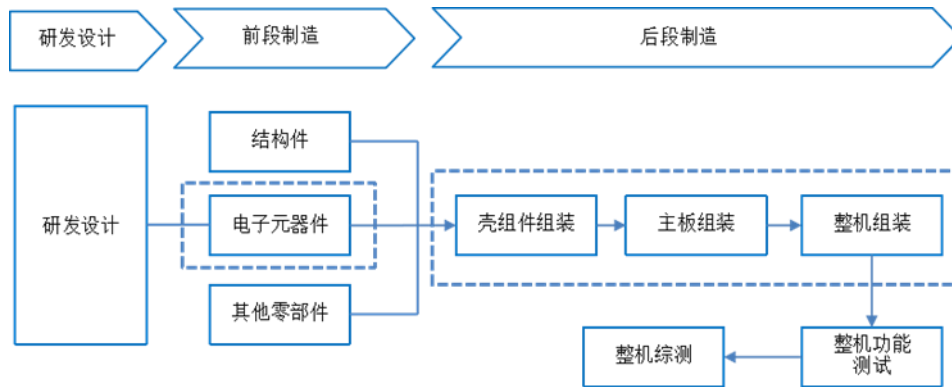 研发设计
前段制造
后段制造
结构件
研发设计
电子元器件
壳组件组装
主板组装
整机组装
其他零部件
整机综测
整机功能
测试